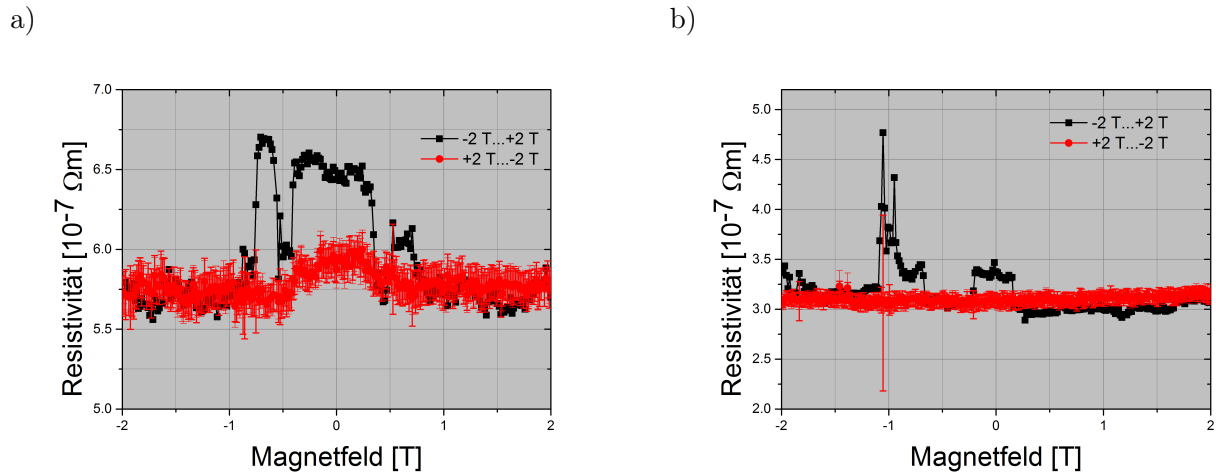 a)
7.0
6.5
6.0
5.5
5.0
-2
-1
0
1
2
Resistivität [10⁻⁷ Ωm]
Magnetfeld [T]
-2 T...+2 T
+2 T...-2 T
b)
5.0
4.5
4.0
3.5
3.0
2.5
2.0
-2
-1
0
1
2
Resistivität [10⁻⁷ Ωm]
Magnetfeld [T]
-2 T...+2 T
+2 T...-2 T